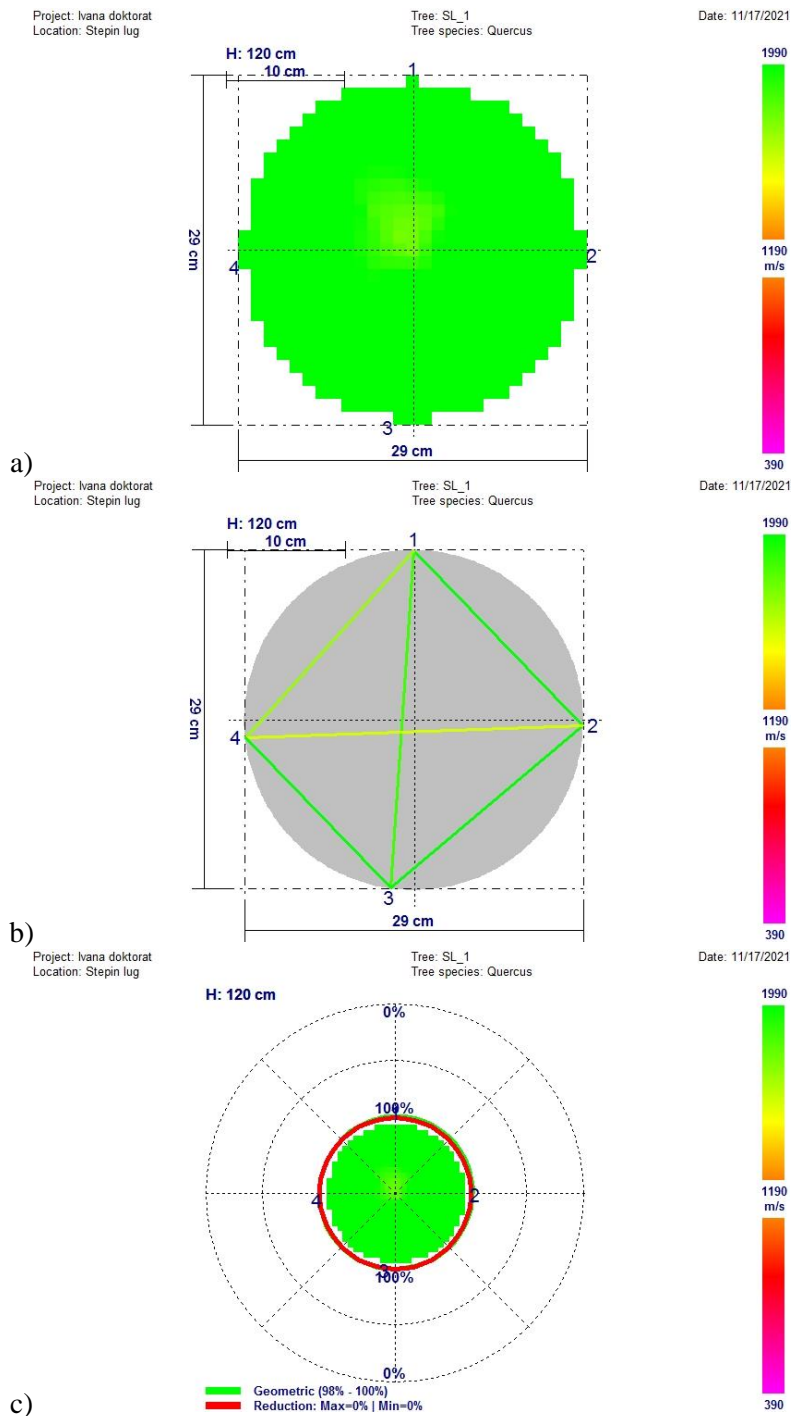 Project: Ivana doktorat
Location: Stepin lug
Tree: SL_1
Tree species: Quercus
Date: 11/17/2021
H: 120 cm
10 cm
1
2
3
4
29 cm
29 cm
1990
1190
m/s
390
a)
Project: Ivana doktorat
Location: Stepin lug
Tree: SL_1
Tree species: Quercus
Date: 11/17/2021
H: 120 cm
10 cm
1
2
3
4
29 cm
29 cm
1990
1190
m/s
390
b)
Project: Ivana doktorat
Location: Stepin lug
Tree: SL_1
Tree species: Quercus
Date: 11/17/2021
H: 120 cm
0%
100%
1
2
3
4
100%
0%
1990
1190
m/s
390
Geometric (98% - 100%)
Reduction: Max=0% | Min=0%
c)